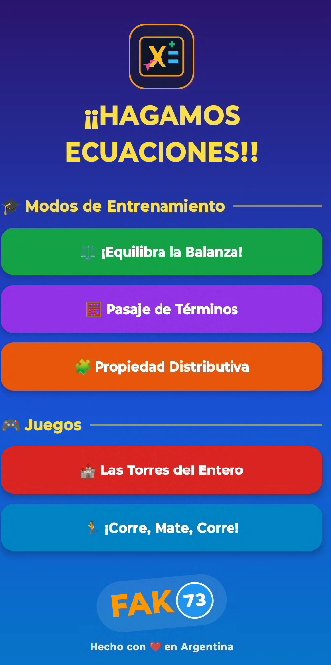 X
¡¡HAGAMOS
ECUACIONES!!
🎓 Modos de Entrenamiento
⚖️ ¡Equilibra la Balanza!
🧮 Pasaje de Términos
🧩 Propiedad Distributiva
🎮 Juegos
🏰 Las Torres del Entero
🏃 ¡Corre, Mate, Corre!
FAK 73
Hecho con ❤️ en Argentina